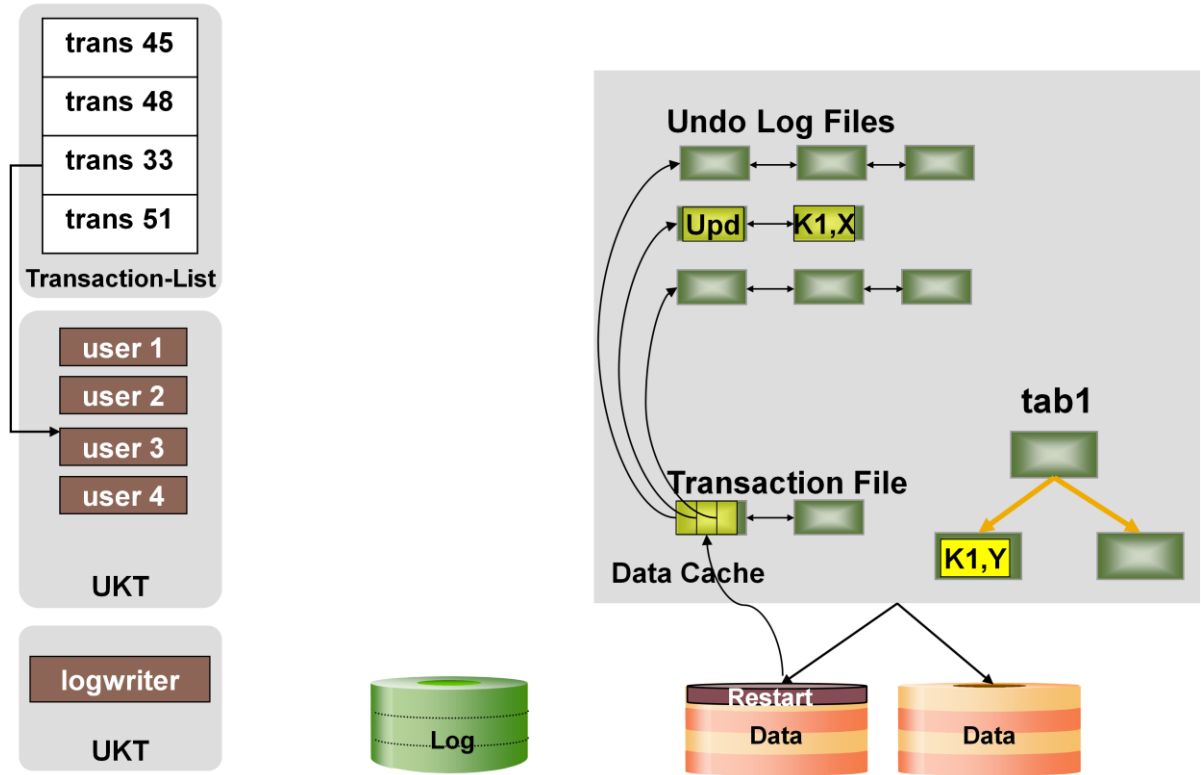 trans 45
trans 48
trans 33
trans 51
Transaction-List
user 1
user 2
user 3
user 4
UKT
logwriter
UKT
Log
Undo Log Files
Upd
K1,X
tab1
Transaction File
K1,Y
Data Cache
Restart
Data
Data